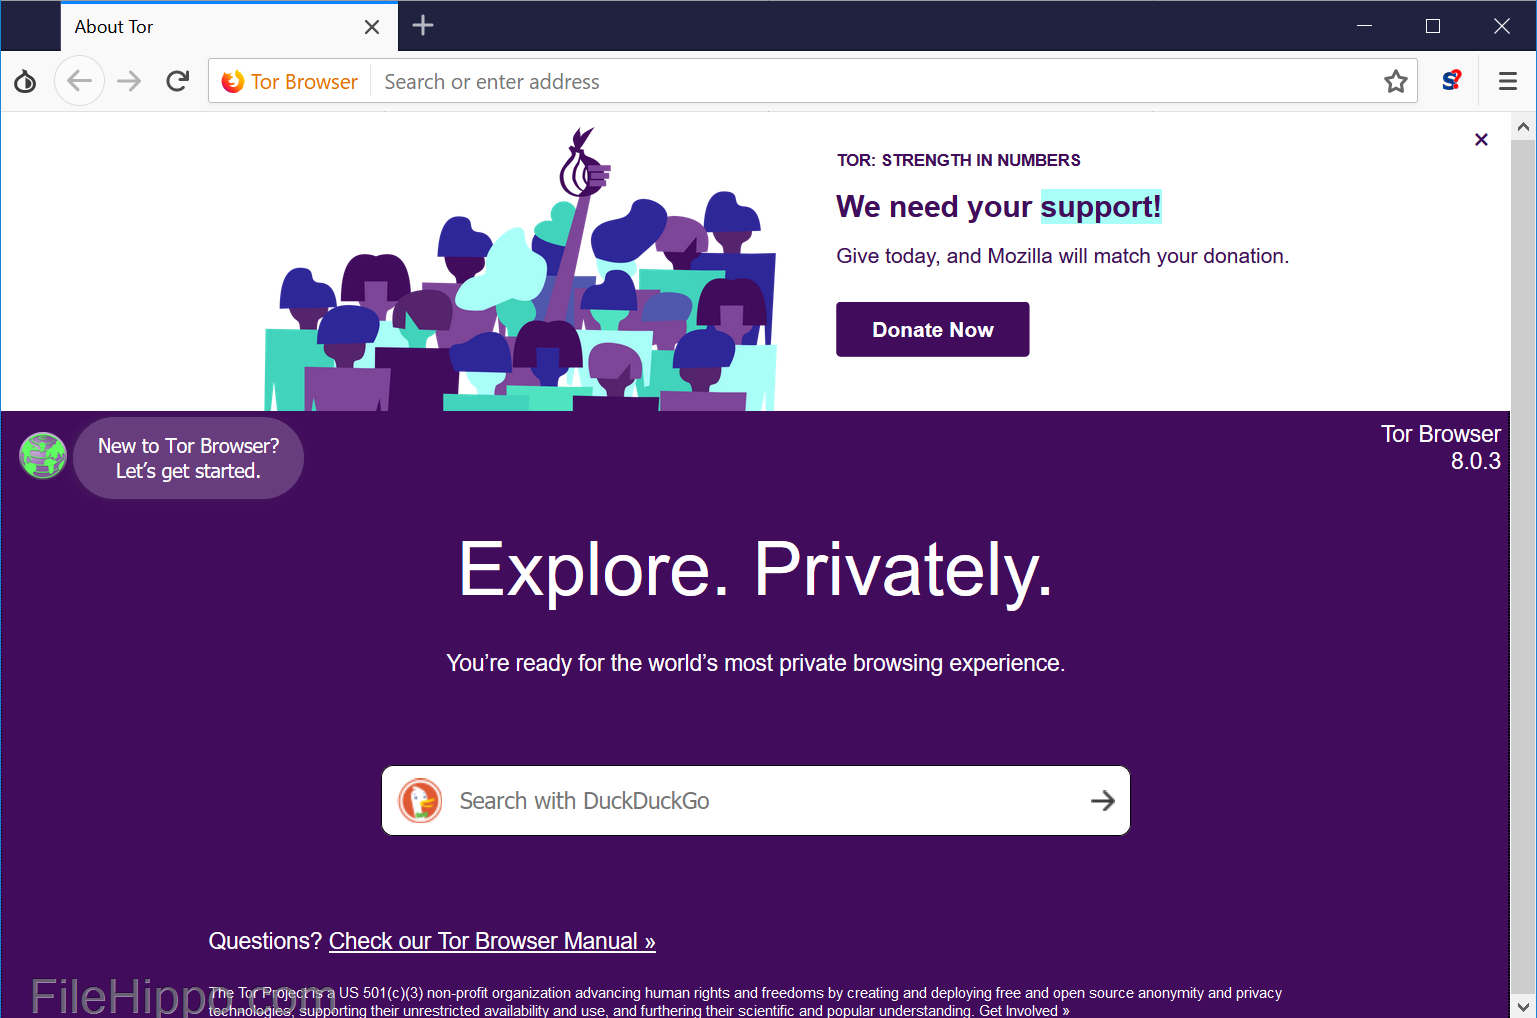 About Tor
Tor Browser
Search or enter address
TOR: STRENGTH IN NUMBERS
We need your support!
Give today, and Mozilla will match your donation.
Donate Now
New to Tor Browser?
Let’s get started.
Tor Browser
8.0.3
Explore. Privately.
You’re ready for the world’s most private browsing experience.
Search with DuckDuckGo
Questions? Check our Tor Browser Manual »
The Tor Project is a US 501(c)(3) non-profit organization advancing human rights and freedoms by creating and deploying free and open source anonymity and privacy
technologies, supporting their unrestricted availability and use, and furthering their scientific and popular understanding. Get Involved »
FileHippo.com